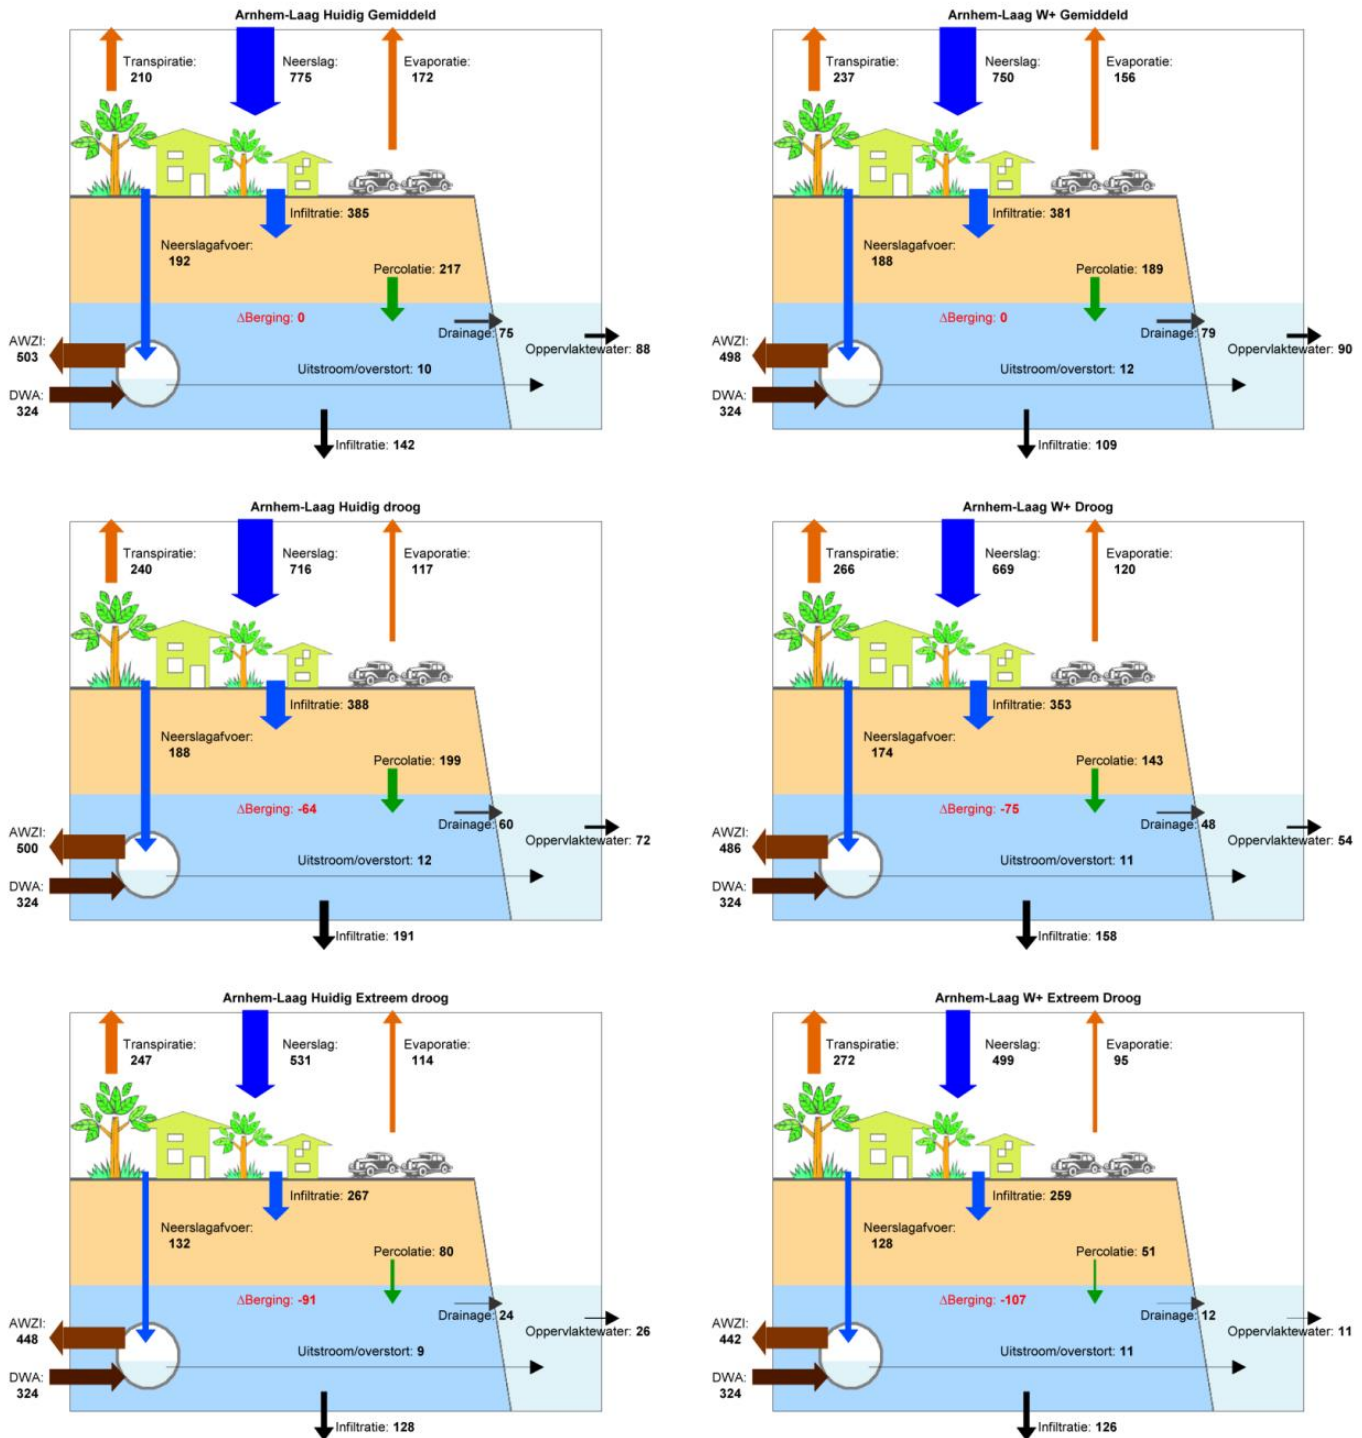 Arnhem-Laag Huidig Gemiddeld
Transpiratie:
210
Neerslag:
775
Evaporatie:
172
Infiltratie: 385
Neerslagafvoer:
192
Percolatie: 217
ΔBerging: 0
Drainage: 75
AWZI:
503
Oppervlaktewater: 88
Uitstroom/overstort: 10
DWA:
324
Infiltratie: 142
Arnhem-Laag W+ Gemiddeld
Transpiratie:
237
Neerslag:
750
Evaporatie:
156
Infiltratie: 381
Neerslagafvoer:
188
Percolatie: 189
ΔBerging: 0
Drainage: 79
AWZI:
498
Oppervlaktewater: 90
Uitstroom/overstort: 12
DWA:
324
Infiltratie: 109
Arnhem-Laag Huidig droog
Transpiratie:
240
Neerslag:
716
Evaporatie:
117
Infiltratie: 388
Neerslagafvoer:
188
Percolatie: 199
ΔBerging: -64
Drainage: 60
AWZI:
500
Oppervlaktewater: 72
Uitstroom/overstort: 12
DWA:
324
Infiltratie: 191
Arnhem-Laag W+ Droog
Transpiratie:
266
Neerslag:
669
Evaporatie:
120
Infiltratie: 353
Neerslagafvoer:
174
Percolatie: 143
ΔBerging: -75
Drainage: 48
AWZI:
486
Oppervlaktewater: 54
Uitstroom/overstort: 11
DWA:
324
Infiltratie: 158
Arnhem-Laag Huidig Extreem droog
Transpiratie:
247
Neerslag:
531
Evaporatie:
114
Infiltratie: 267
Neerslagafvoer:
132
Percolatie: 80
ΔBerging: -91
Drainage: 24
AWZI:
448
Oppervlaktewater: 26
Uitstroom/overstort: 9
DWA:
324
Infiltratie: 128
Arnhem-Laag W+ Extreem Droog
Transpiratie:
272
Neerslag:
499
Evaporatie:
95
Infiltratie: 259
Neerslagafvoer:
128
Percolatie: 51
ΔBerging: -107
Drainage: 12
AWZI:
442
Oppervlaktewater: 11
Uitstroom/overstort: 11
DWA:
324
Infiltratie: 126